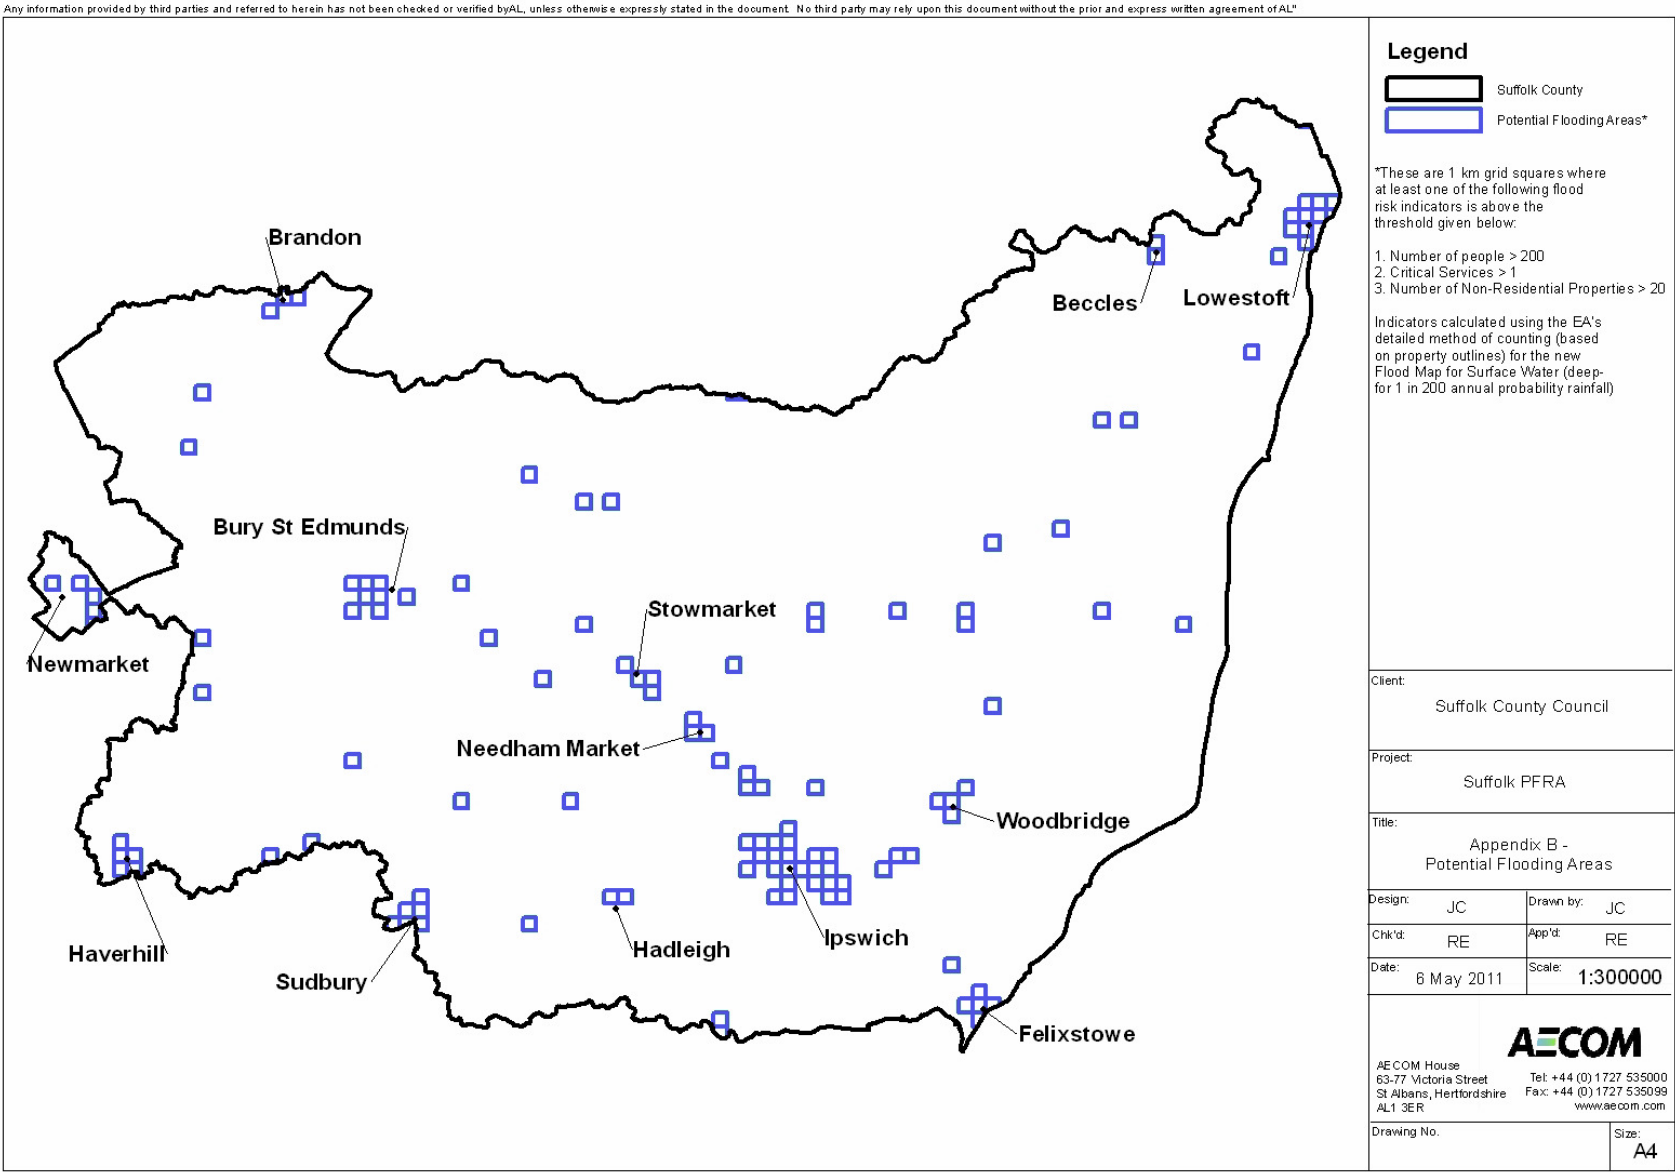 Any information provided by third parties and referred to herein has not been checked or verified byAL, unless otherwise expressly stated in the document. No third party may rely upon this document without the prior and express written agreement of AL"
Legend
Suffolk County
Potential Flooding Areas*
*These are 1 km grid squares where
at least one of the following flood
risk indicators is above the
threshold given below:
1. Number of people > 200
2. Critical Services > 1
3. Number of Non-Residential Properties > 20
Indicators calculated using the EA's
detailed method of counting (based
on property outlines) for the new
Flood Map for Surface Water (deep-
for 1 in 200 annual probability rainfall)
Brandon
Beccles
Lowestoft
Bury St Edmunds
Stowmarket
Newmarket
Needham Market
Woodbridge
Haverhill
Sudbury
Hadleigh
Ipswich
Felixstowe
Client:
Suffolk County Council
Project:
Suffolk PFRA
Title:
Appendix B -
Potential Flooding Areas
Design: JC
Drawn by: JC
Chk'd: RE
App'd: RE
Date: 6 May 2011
Scale: 1:300000
AECOM
AECOM House
63-77 Victoria Street
St Albans, Hertfordshire
AL1 3ER
Tel: +44 (0) 1727 535000
Fax: +44 (0) 1727 535099
www.aecom.com
Drawing No.
Size:
A4